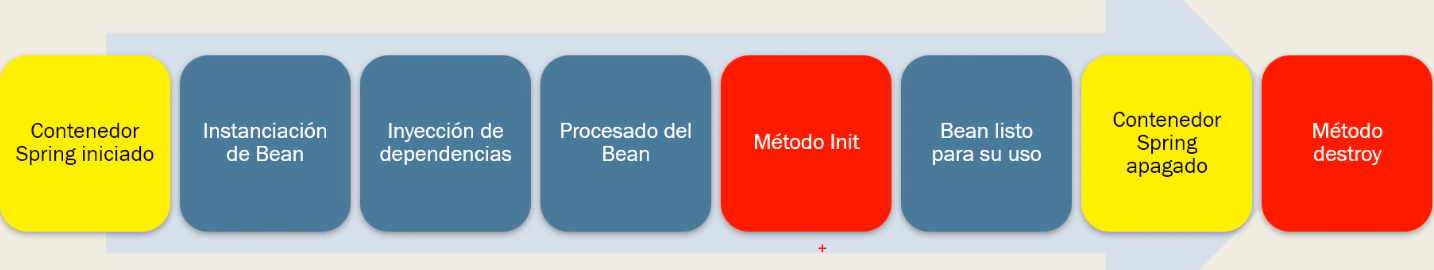 Contenedor
Spring iniciado
Instanciación
de Bean
Inyección de
dependencias
Procesado del
Bean
Método Init
Bean listo
para su uso
Contenedor
Spring
apagado
Método
destroy